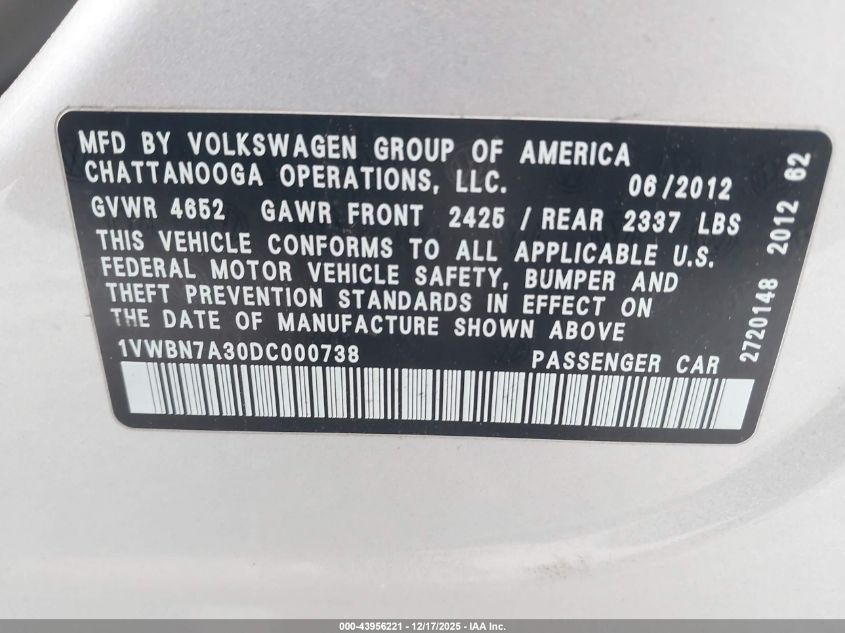 MFD BY VOLKSWAGEN GROUP OF AMERICA
CHATTANOOGA OPERATIONS, LLC. 06/2012
GVWR 4652 GAWR FRONT 2425 / REAR 2337 LBS
THIS VEHICLE CONFORMS TO ALL APPLICABLE U.S.
FEDERAL MOTOR VEHICLE SAFETY, BUMPER AND
THEFT PREVENTION STANDARDS IN EFFECT ON
THE DATE OF MANUFACTURE SHOWN ABOVE
1VWBN7A30DC000738 PASSENGER CAR
2720148 2012 62
000-43956221 | 12/17/2025 - IAA Inc.